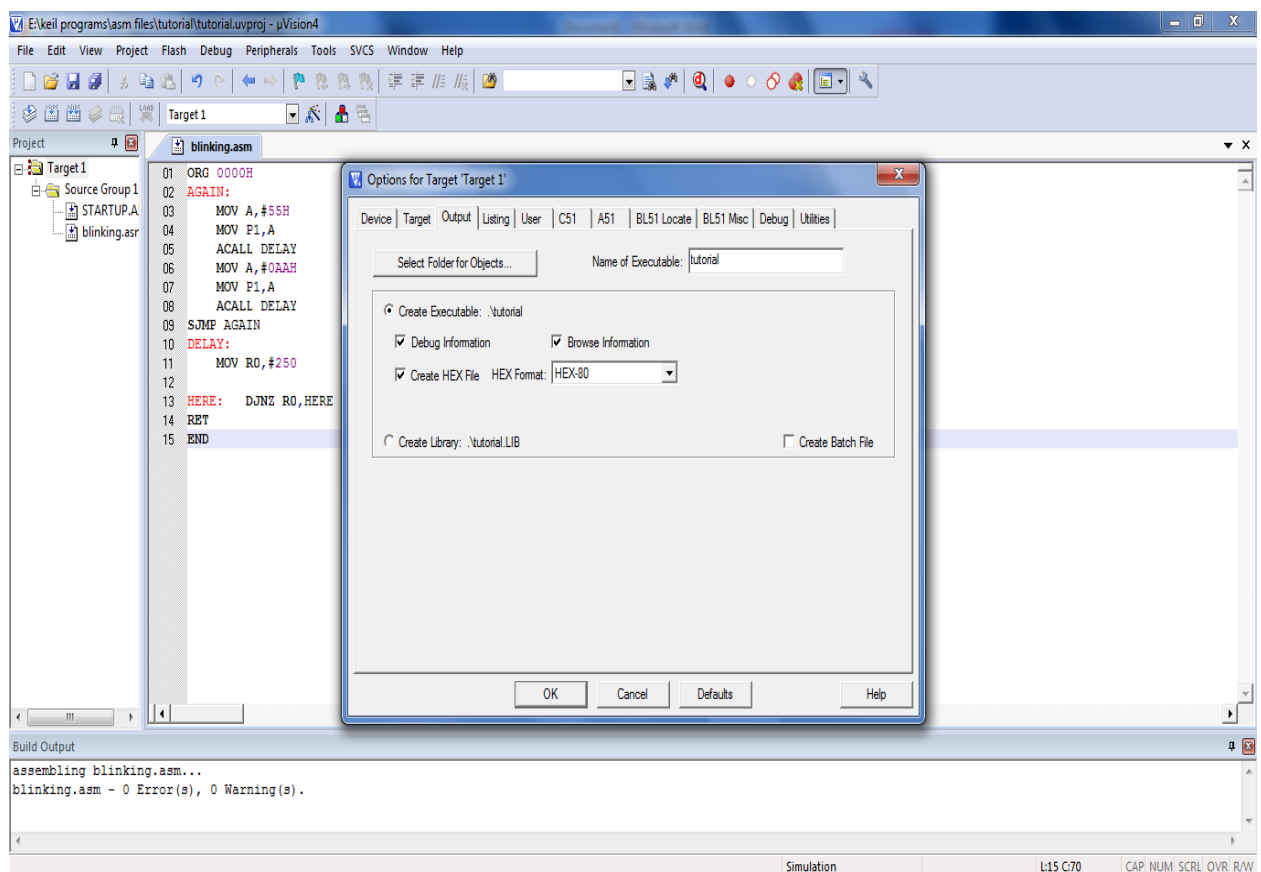 E:\keil programs\asm files\tutorial\tutorial.uvproj - µVision4
File Edit View Project Flash Debug Peripherals Tools SVCS Window Help
Target 1
Project
blinking.asm
Target 1
Source Group 1
STARTUP.A
blinking.asr
01 ORG 0000H
02 AGAIN:
03 MOV A,#55H
04 MOV P1,A
05 ACALL DELAY
06 MOV A,#0AAH
07 MOV P1,A
08 ACALL DELAY
09 SJMP AGAIN
10 DELAY:
11 MOV R0,#250
12
13 HERE: DJNZ R0,HERE
14 RET
15 END
Options for Target 'Target 1'
Device Target Output Listing User C51 A51 BL51 Locate BL51 Misc Debug Utilities
Select Folder for Objects... Name of Executable: tutorial
Create Executable: .\tutorial
Debug Information Browse Information
Create HEX File HEX Format: HEX-80
Create Library: .\tutorial.LIB Create Batch File
OK Cancel Defaults Help
Build Output
assembling blinking.asm...
blinking.asm - 0 Error(s), 0 Warning(s).
Simulation L:15 C:70 CAP NUM SCRL OVR R/W